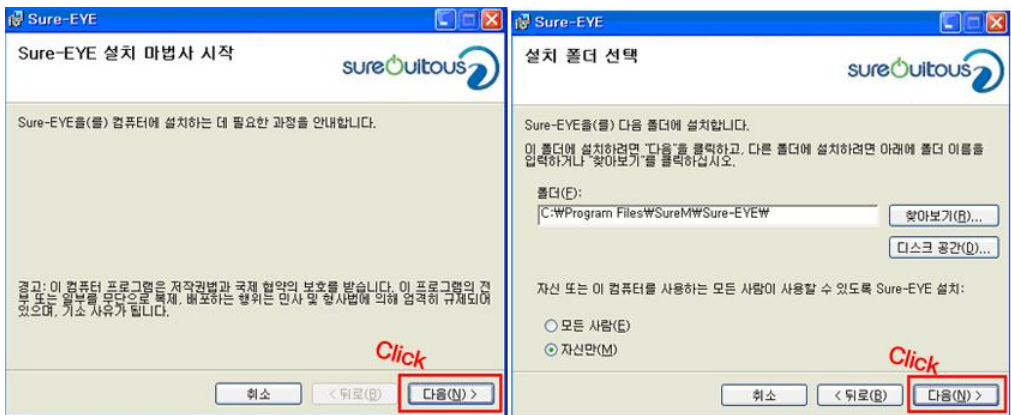 Sure-EYE
Sure-EYE 설치 마법사 시작
sureQuitous
Sure-EYE을(를) 컴퓨터에 설치하는 데 필요한 과정을 안내합니다.
경고: 이 컴퓨터 프로그램은 저작권법과 국제 협약의 보호를 받습니다. 이 프로그램의 전
부 또는 일부를 무단으로 복제, 배포하는 행위는 민사 및 형사법에 의해 엄격히 규제되어
있으며, 기소 사유가 됩니다.
Click
취소
< 뒤로(B)
다음(N) >
Sure-EYE
설치 폴더 선택
sureQuitous
Sure-EYE을(를) 다음 폴더에 설치합니다.
이 폴더에 설치하려면 "다음"을 클릭하고, 다른 폴더에 설치하려면 아래에 폴더 이름을
입력하거나 "찾아보기"를 클릭하십시오.
폴더(F):
C:₩Program Files₩SureM₩Sure-EYE₩
찾아보기(R)...
디스크 공간(D)...
자신 또는 이 컴퓨터를 사용하는 모든 사람이 사용할 수 있도록 Sure-EYE 설치:
모든 사람(E)
자신만(M)
Click
취소
< 뒤로(B)
다음(N) >